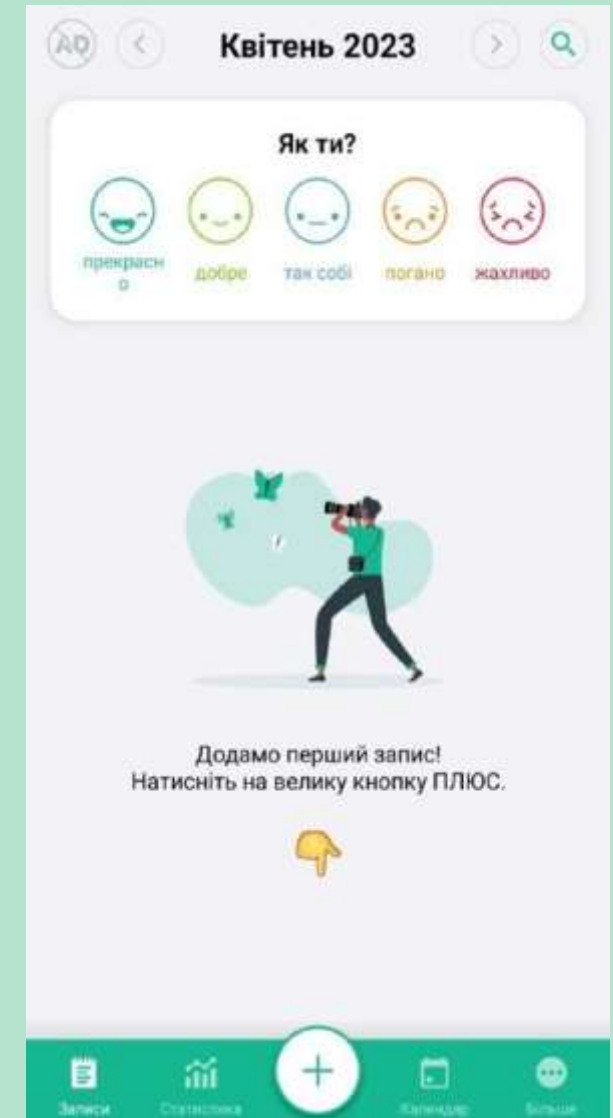 AD
Квітень 2023
Як ти?
прекрасн
о
добре
так собі
погано
жахливо
Додамо перший запис!
Натисніть на велику кнопку ПЛЮС.
Записи
Статистика
Календар
Більше